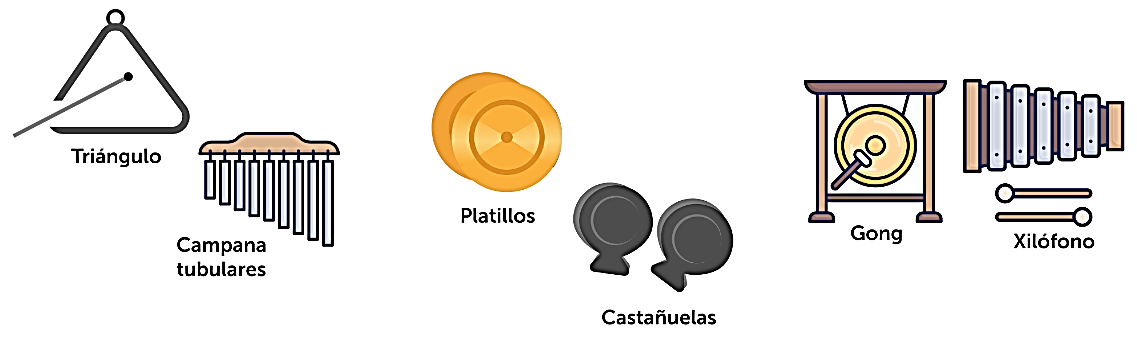 Triángulo
Campana
tubulares
Platillos
Castañuelas
Gong
Xilófono